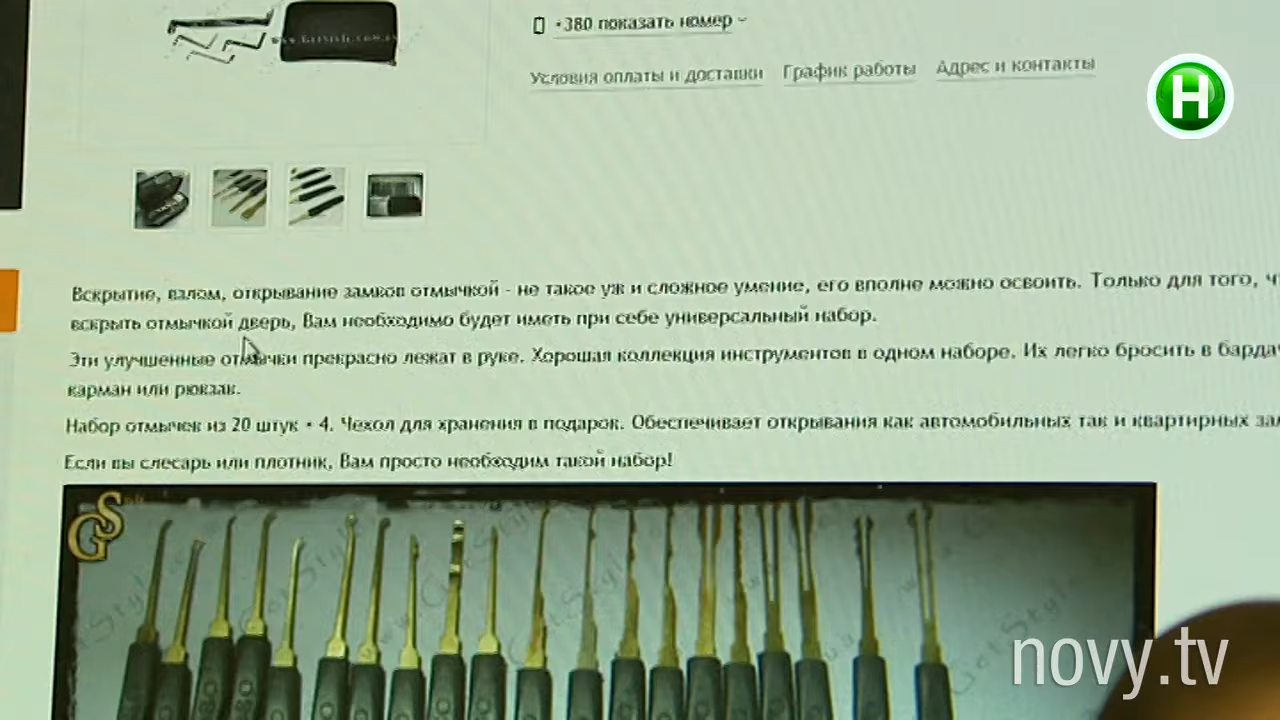 +380 показать номер
Условия оплаты и доставки График работы Адрес и контакты
H
Вскрытие, взлом, открывание замков отмычкой - не такое уж и сложное умение, его вполне можно освоить. Только для того,
вскрыть отмычкой дверь, Вам необходимо будет иметь при себе универсальный набор.
Эти улучшенные отмычки прекрасно лежат в руке. Хорошая коллекция инструментов в одном наборе. Их легко бросить в
карман или рюкзак.
Набор отмычек из 20 штук + 4. Чехол для хранения в подарок. Обеспечивает открывания как автомобильных так и квартирных
Если вы слесарь или плотник, Вам просто необходим такой набор!
GS
novy.tv